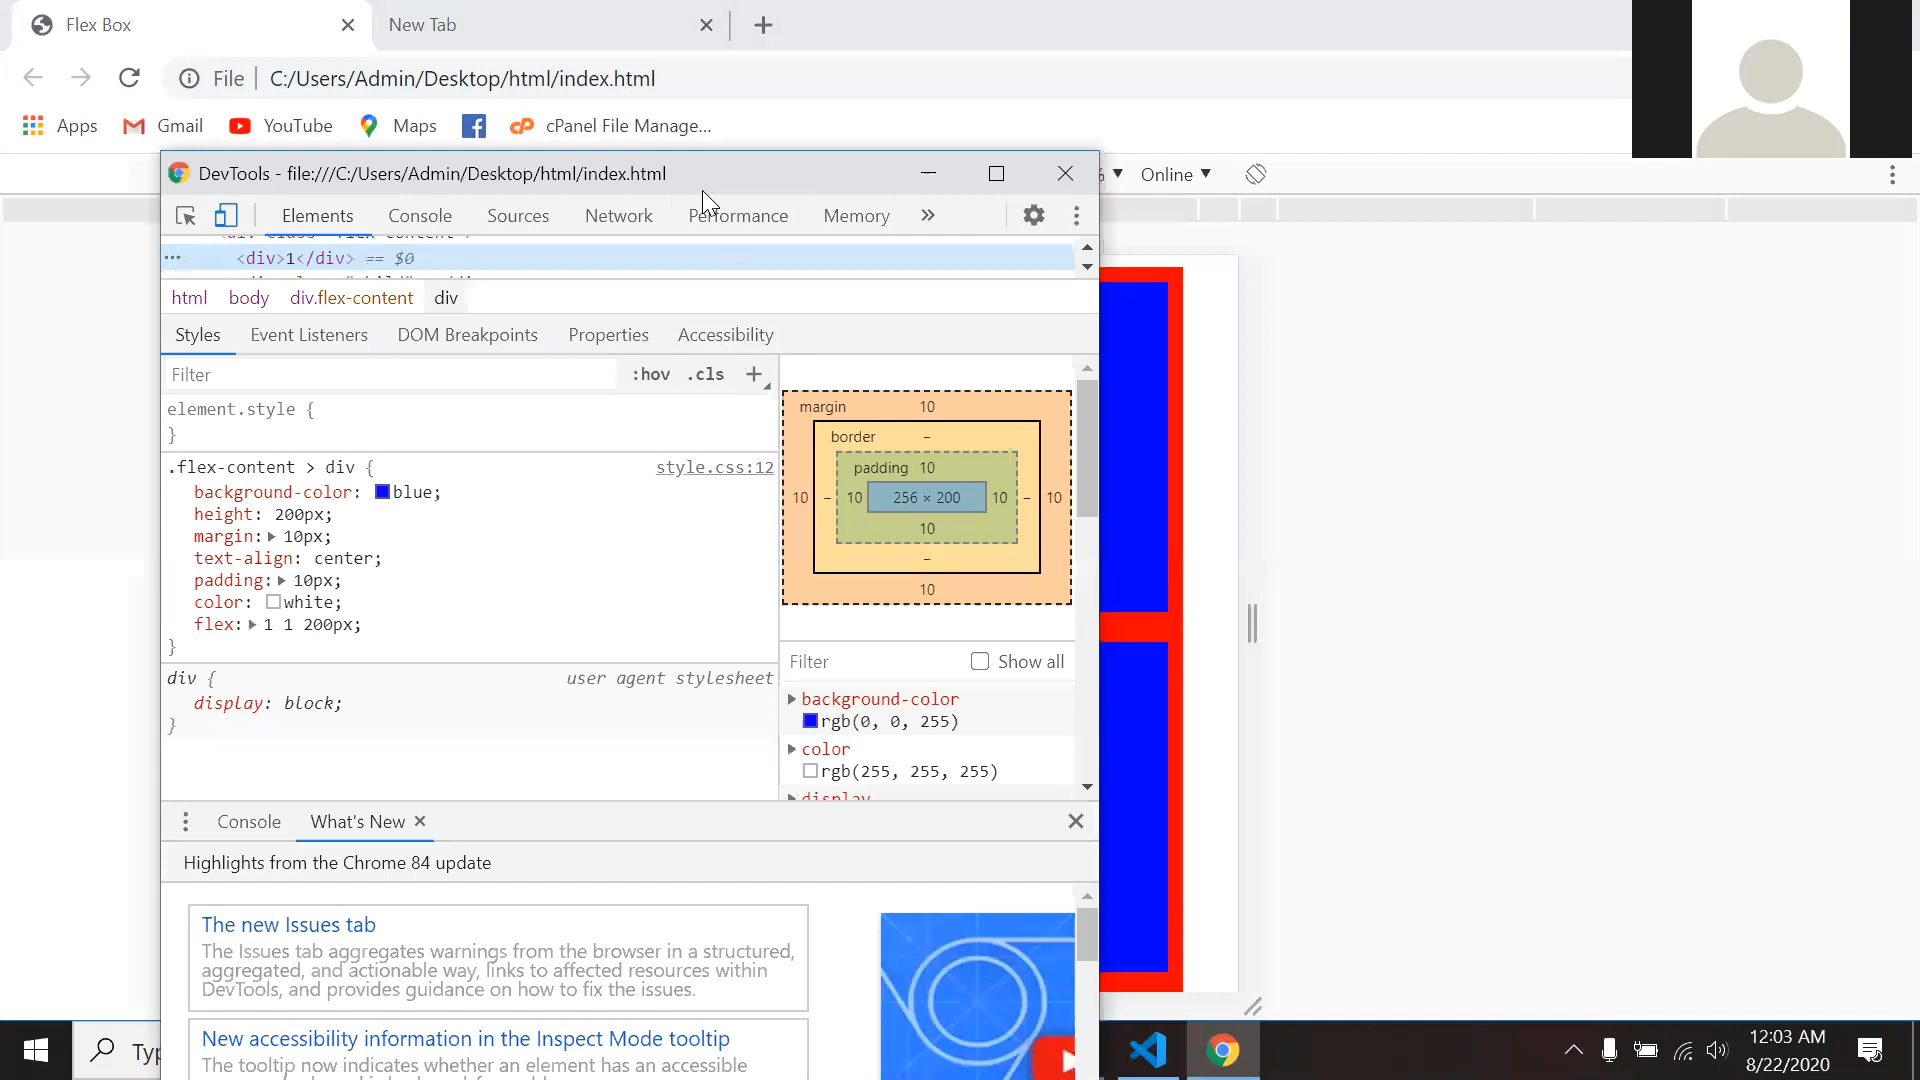 Flex Box
New Tab
File
C:/Users/Admin/Desktop/html/index.html
Apps
Gmail
YouTube
Maps
cPanel File Manage...
DevTools - file:///C:/Users/Admin/Desktop/html/index.html
% Online
Elements Console Sources Network Performance Memory »
<div>1</div> == $0
html body div.flex-content div
Styles Event Listeners DOM Breakpoints Properties Accessibility
Filter :hov .cls +
element.style {
}
.flex-content > div { style.css:12
background-color: blue;
height: 200px;
margin: 10px;
text-align: center;
padding: 10px;
color: white;
flex: 1 1 200px;
}
div { user agent stylesheet
display: block;
}
margin 10
border –
padding 10
10 – 10 256 × 200 10 – 10
10
–
10
Filter Show all
background-color
rgb(0, 0, 255)
color
rgb(255, 255, 255)
display
Console What's New
Highlights from the Chrome 84 update
The new Issues tab
The Issues tab aggregates warnings from the browser in a structured,
aggregated, and actionable way, links to affected resources within
DevTools, and provides guidance on how to fix the issues.
New accessibility information in the Inspect Mode tooltip
The tooltip now indicates whether an element has an accessible
Typ
12:03 AM
8/22/2020